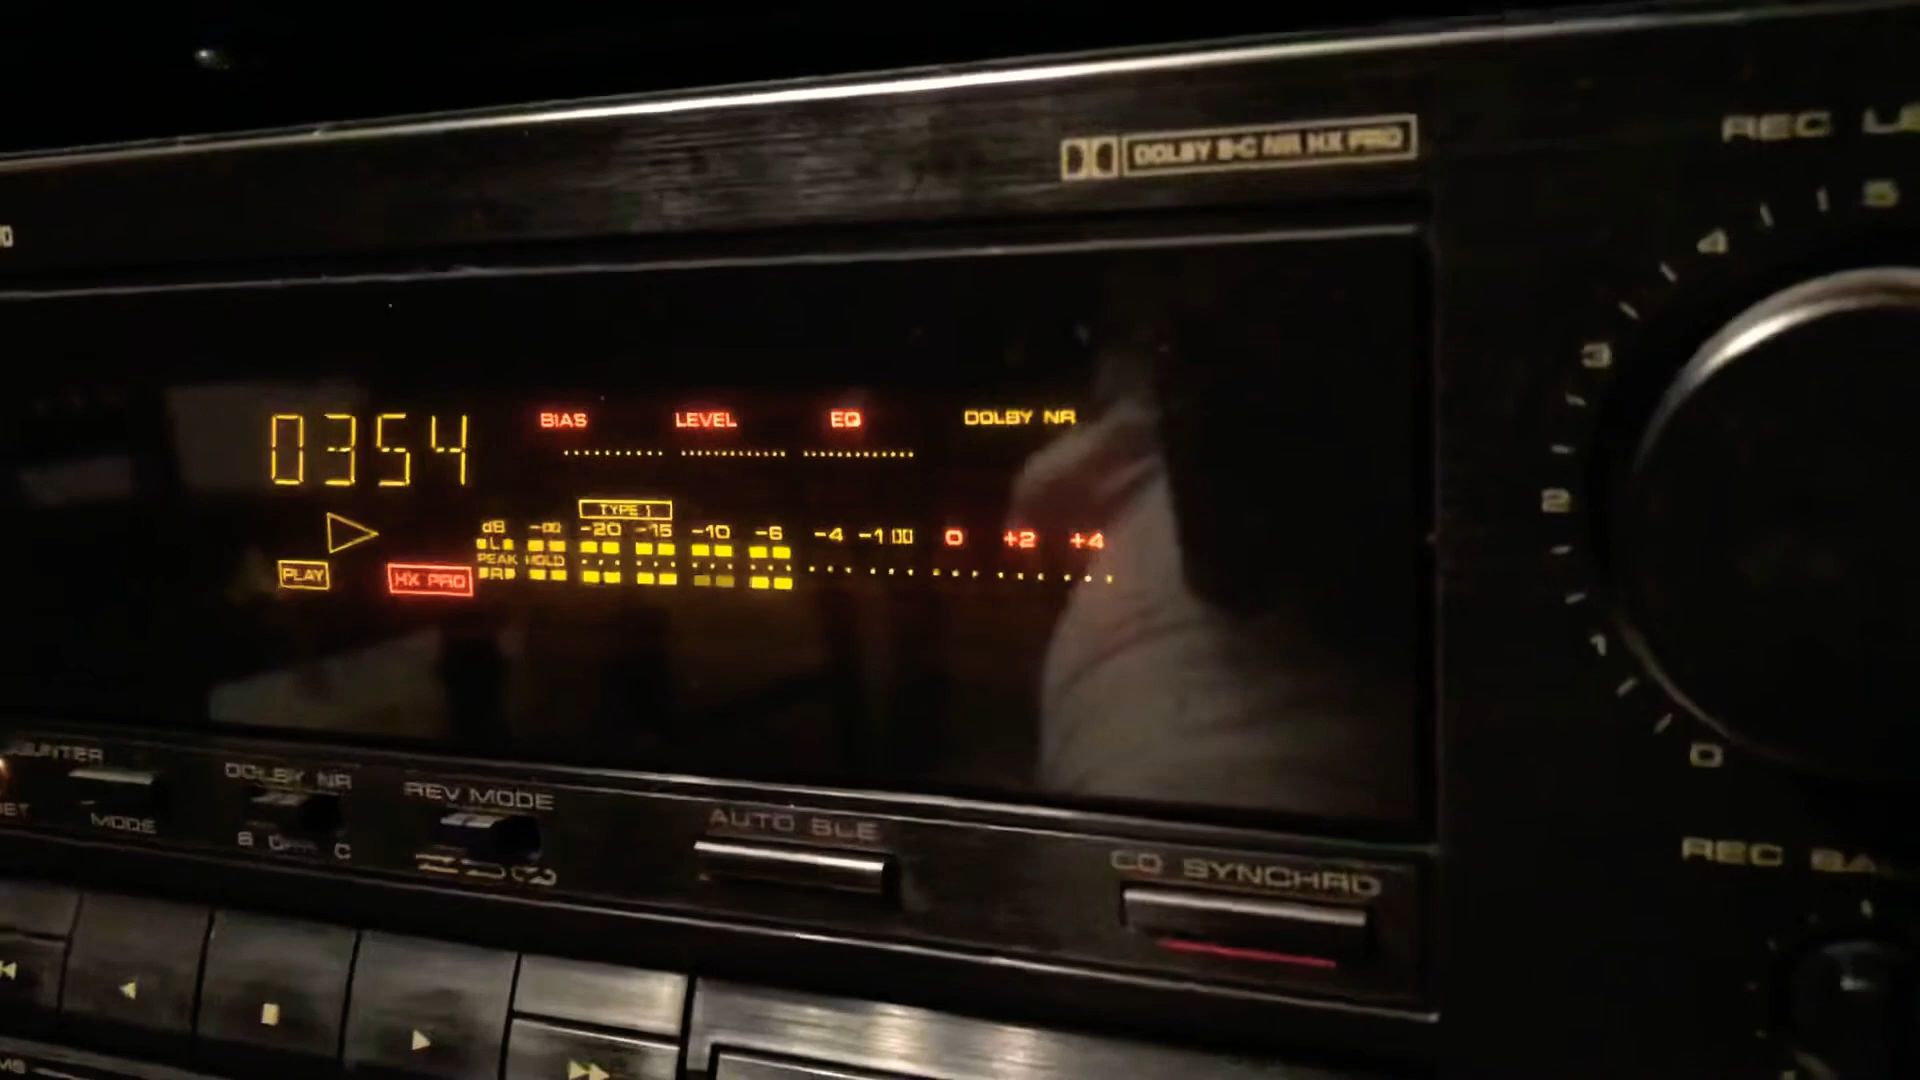 DOLBY B-C NR HX PRO
REC
5
4
3
2
1
0
0354
BIAS LEVEL EQ DOLBY NR
TYPE I
dB -∞ -20 -15 -10 -6 -4 -1 0 +2 +4
L
PEAK HOLD
R
PLAY
HX PRO
COUNTER
MODE
DOLBY NR
B OFF C
REV MODE
AUTO BLE
CD SYNCHRO
REC